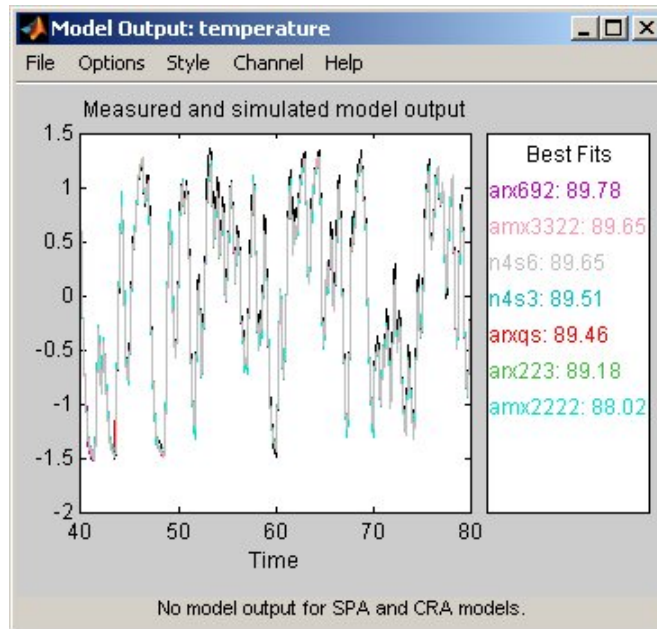 Model Output: temperature
File Options Style Channel Help
Measured and simulated model output
1.5
1
0.5
0
-0.5
-1
-1.5
-2
40 50 60 70 80
Time
Best Fits
arx692: 89.78
amx3322: 89.65
n4s6: 89.65
n4s3: 89.51
arxqs: 89.46
arx223: 89.18
amx2222: 88.02
No model output for SPA and CRA models.